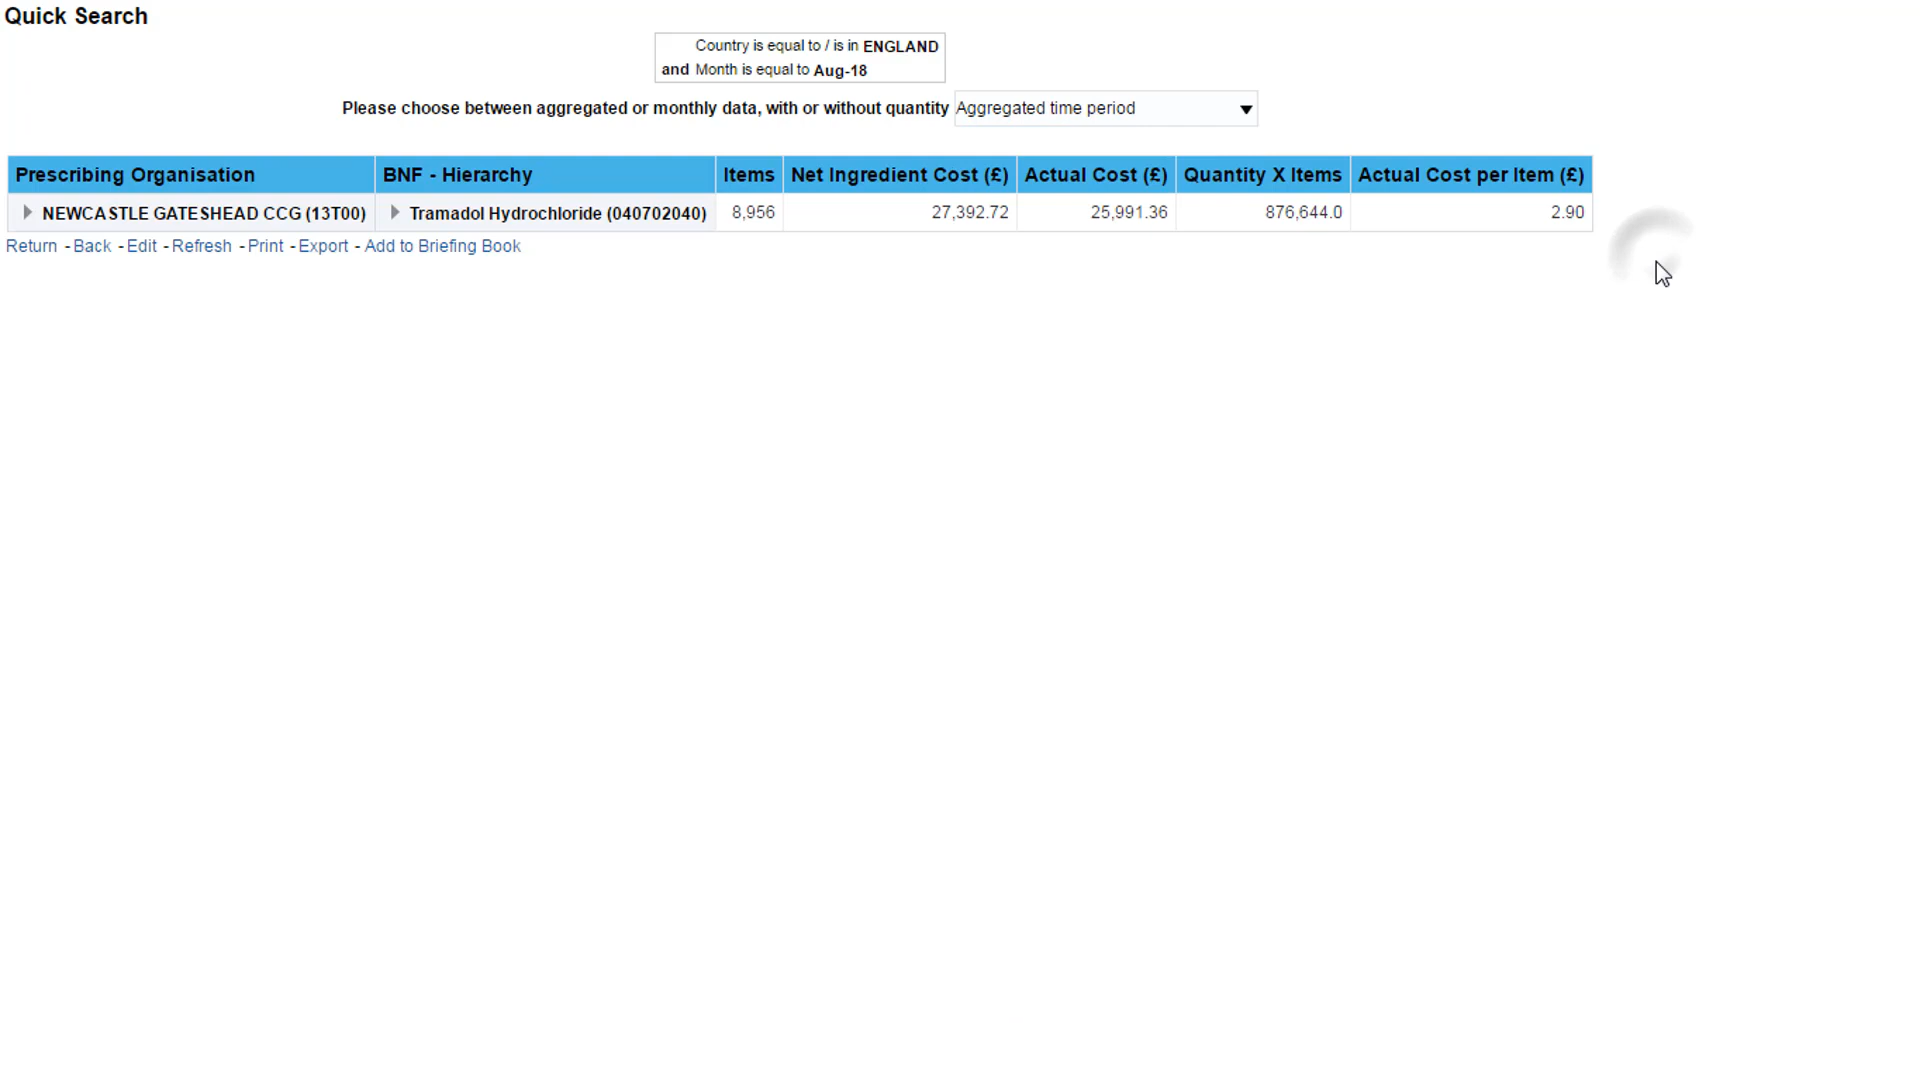 Quick Search
Country is equal to / is in ENGLAND
and Month is equal to Aug-18
Please choose between aggregated or monthly data, with or without quantity Aggregated time period
Prescribing Organisation BNF - Hierarchy Items Net Ingredient Cost (£) Actual Cost (£) Quantity X Items Actual Cost per Item (£)
NEWCASTLE GATESHEAD CCG (13T00) Tramadol Hydrochloride (040702040) 8,956 27,392.72 25,991.36 876,644.0 2.90
Return - Back - Edit - Refresh - Print - Export - Add to Briefing Book